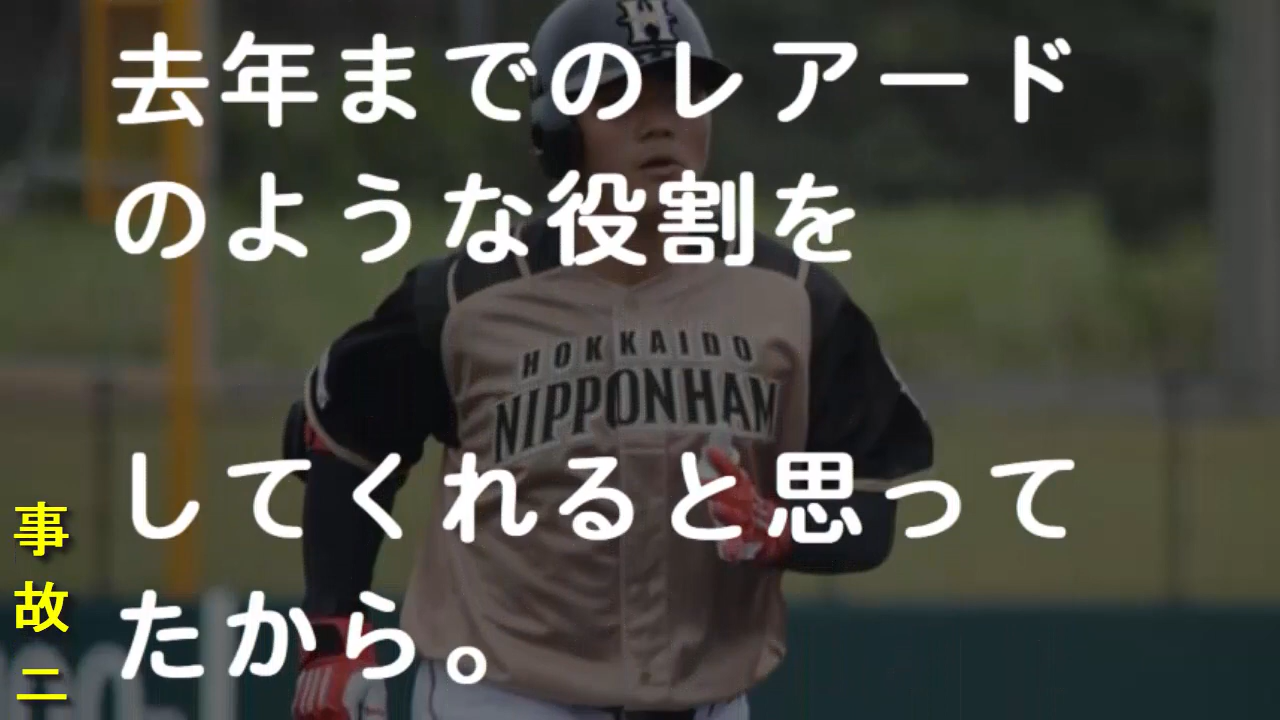 去年までのレアード
のような役割を
してくれると思って
たから。
事故ニ
H
HOKKAIDO
NIPPONHAM